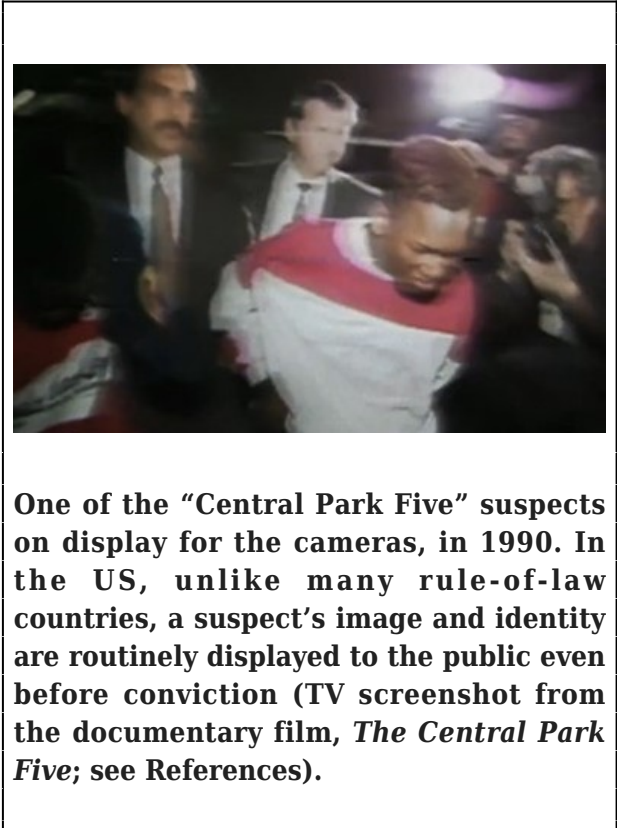 One of the “Central Park Five” suspects
on display for the cameras, in 1990. In
the US, unlike many rule-of-law
countries, a suspect’s image and identity
are routinely displayed to the public even
before conviction (TV screenshot from
the documentary film, The Central Park
Five; see References).